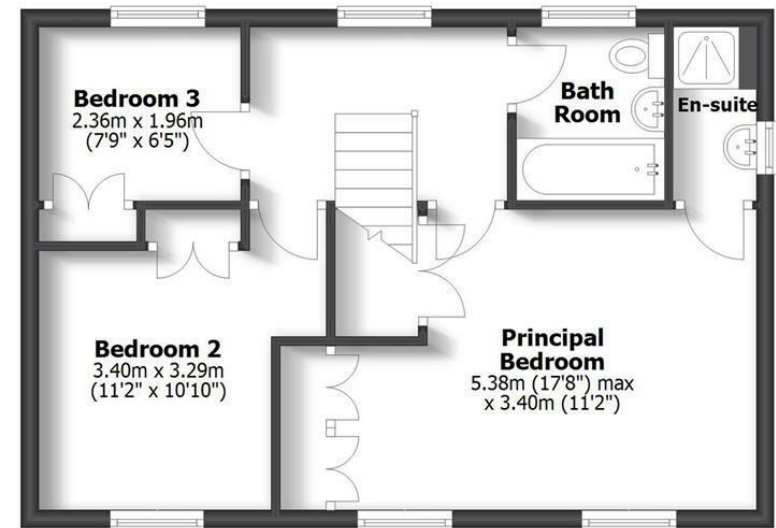 Bedroom 3
2.36m x 1.96m
(7'9" x 6'5")
Bath
Room
En-suite
Bedroom 2
3.40m x 3.29m
(11'2" x 10'10")
Principal
Bedroom
5.38m (17'8") max
x 3.40m (11'2")